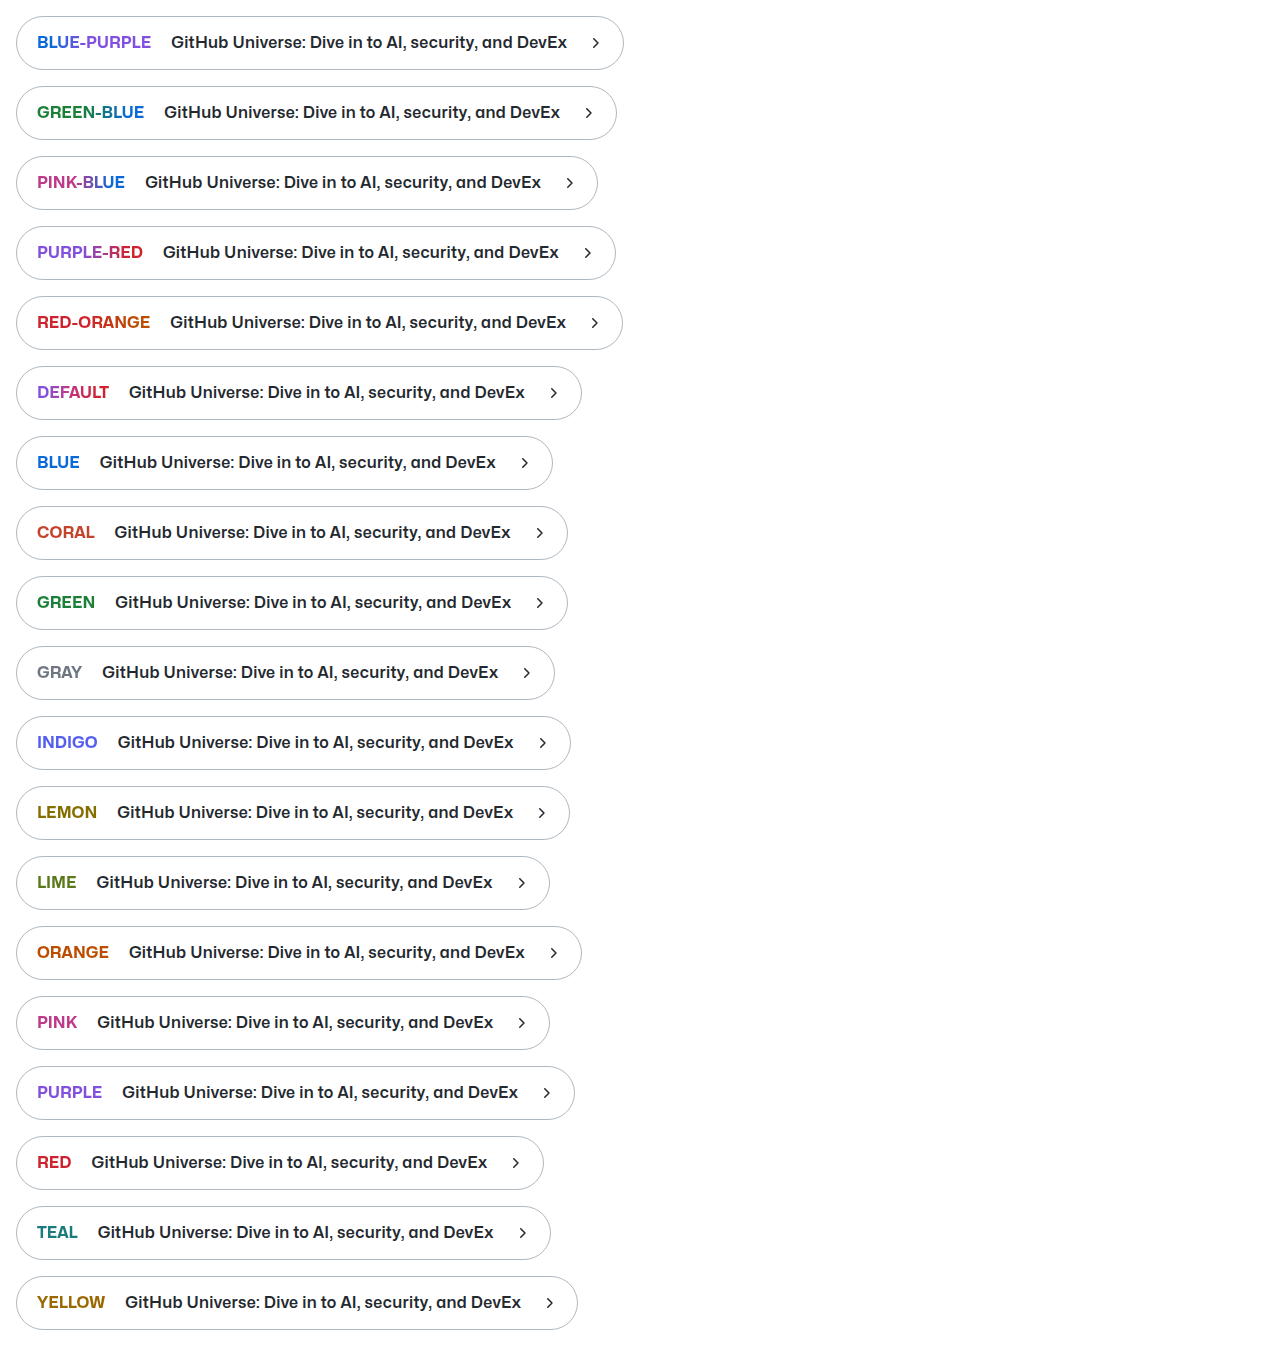 BLUE-PURPLE GitHub Universe: Dive in to AI, security, and DevEx
GREEN-BLUE GitHub Universe: Dive in to AI, security, and DevEx
PINK-BLUE GitHub Universe: Dive in to AI, security, and DevEx
PURPLE-RED GitHub Universe: Dive in to AI, security, and DevEx
RED-ORANGE GitHub Universe: Dive in to AI, security, and DevEx
DEFAULT GitHub Universe: Dive in to AI, security, and DevEx
BLUE GitHub Universe: Dive in to AI, security, and DevEx
CORAL GitHub Universe: Dive in to AI, security, and DevEx
GREEN GitHub Universe: Dive in to AI, security, and DevEx
GRAY GitHub Universe: Dive in to AI, security, and DevEx
INDIGO GitHub Universe: Dive in to AI, security, and DevEx
LEMON GitHub Universe: Dive in to AI, security, and DevEx
LIME GitHub Universe: Dive in to AI, security, and DevEx
ORANGE GitHub Universe: Dive in to AI, security, and DevEx
PINK GitHub Universe: Dive in to AI, security, and DevEx
PURPLE GitHub Universe: Dive in to AI, security, and DevEx
RED GitHub Universe: Dive in to AI, security, and DevEx
TEAL GitHub Universe: Dive in to AI, security, and DevEx
YELLOW GitHub Universe: Dive in to AI, security, and DevEx